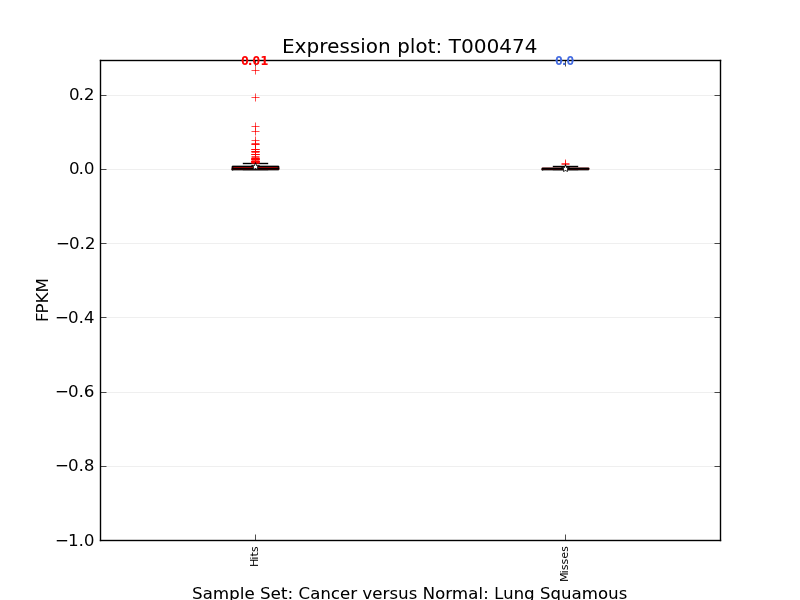 Expression plot: T000474
0.01
0.0
0.2
0.0
−0.2
−0.4
−0.6
−0.8
−1.0
FPKM
Hits
Misses
Sample Set: Cancer versus Normal: Lung Squamous